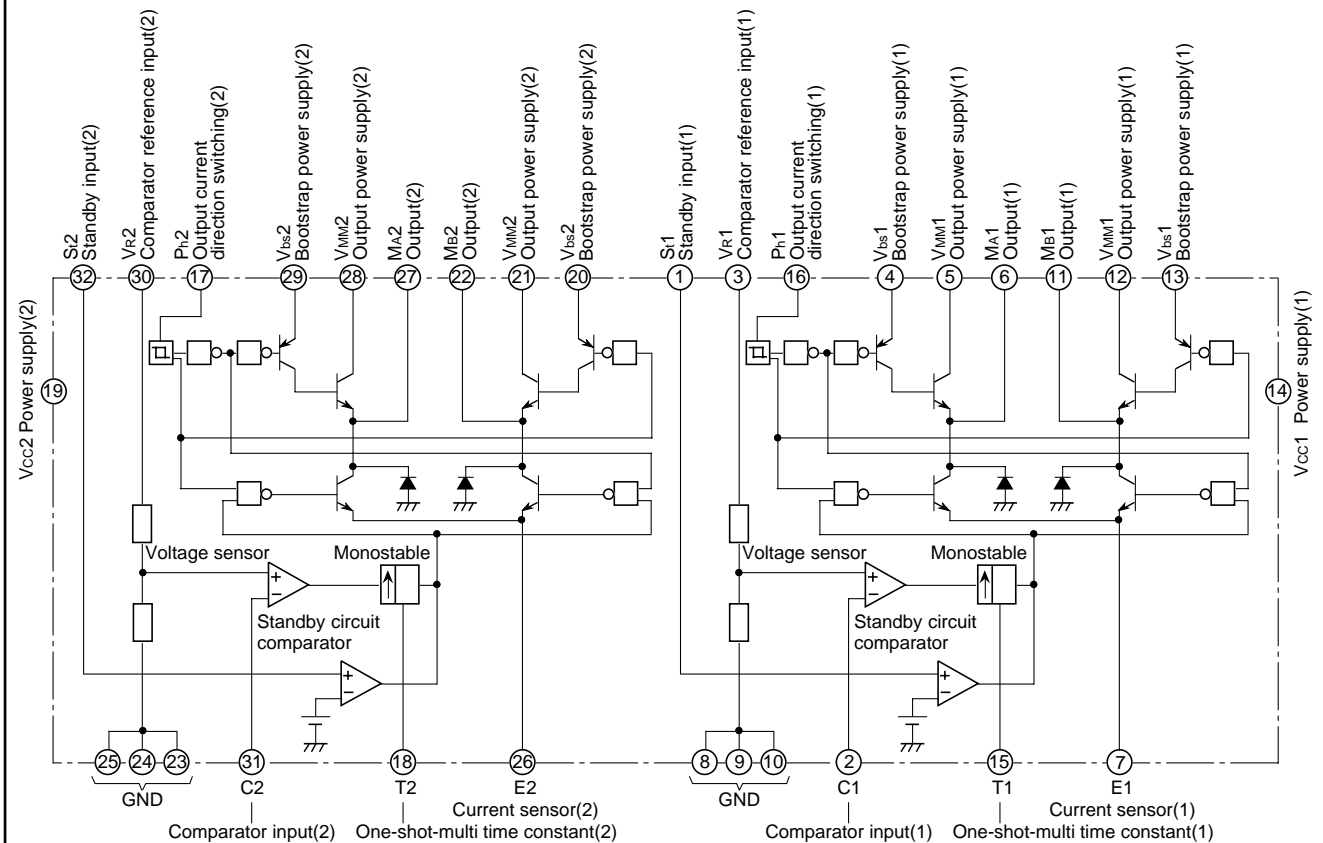 Si2
Standby input(2)
VR2
Comparator reference input(2)
Ph2
Output current
direction switching(2)
Vbs2
Bootstrap power supply(2)
VMM2
Output power supply(2)
MA2
Output(2)
MB2
Output(2)
VMM2
Output power supply(2)
Vbs2
Bootstrap power supply(2)
Si1
Standby input(1)
VR1
Comparator reference input(1)
Ph1
Output current
direction switching(1)
Vbs1
Bootstrap power supply(1)
VMM1
Output power supply(1)
MA1
Output(1)
MB1
Output(1)
VMM1
Output power supply(1)
Vbs1
Bootstrap power supply(1)
32 30 17 29 28 27 22 21 20 1 3 16 4 5 6 11 12 13
Vcc2 Power supply(2)
19
14
Vcc1 Power supply(1)
Voltage sensor
Monostable
+
−
Standby circuit
comparator
+
−
Voltage sensor
Monostable
+
−
Standby circuit
comparator
+
−
25 24 23 31 18 26 8 9 10 2 15 7
GND
C2
T2
E2
GND
C1
T1
E1
Current sensor(2)
Current sensor(1)
Comparator input(2)
One-shot-multi time constant(2)
Comparator input(1)
One-shot-multi time constant(1)